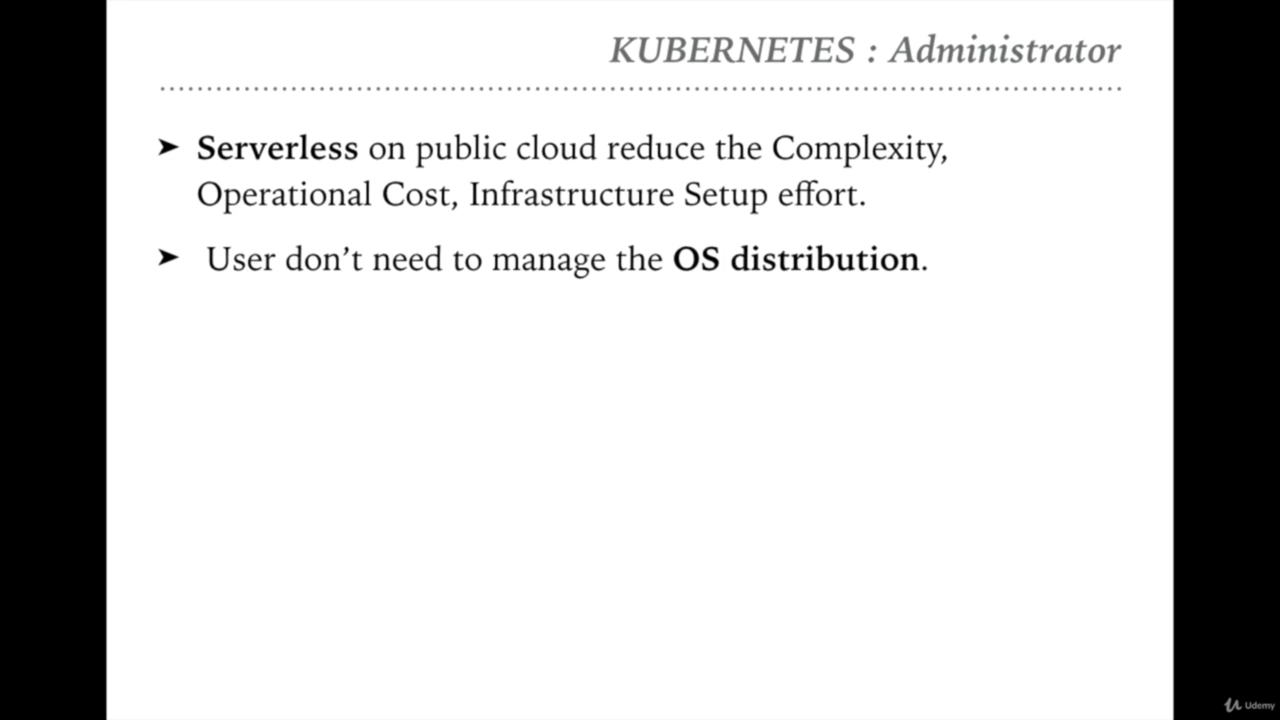 KUBERNETES : Administrator
➤ Serverless on public cloud reduce the Complexity,
Operational Cost, Infrastructure Setup effort.
➤ User don’t need to manage the OS distribution.
Udemy